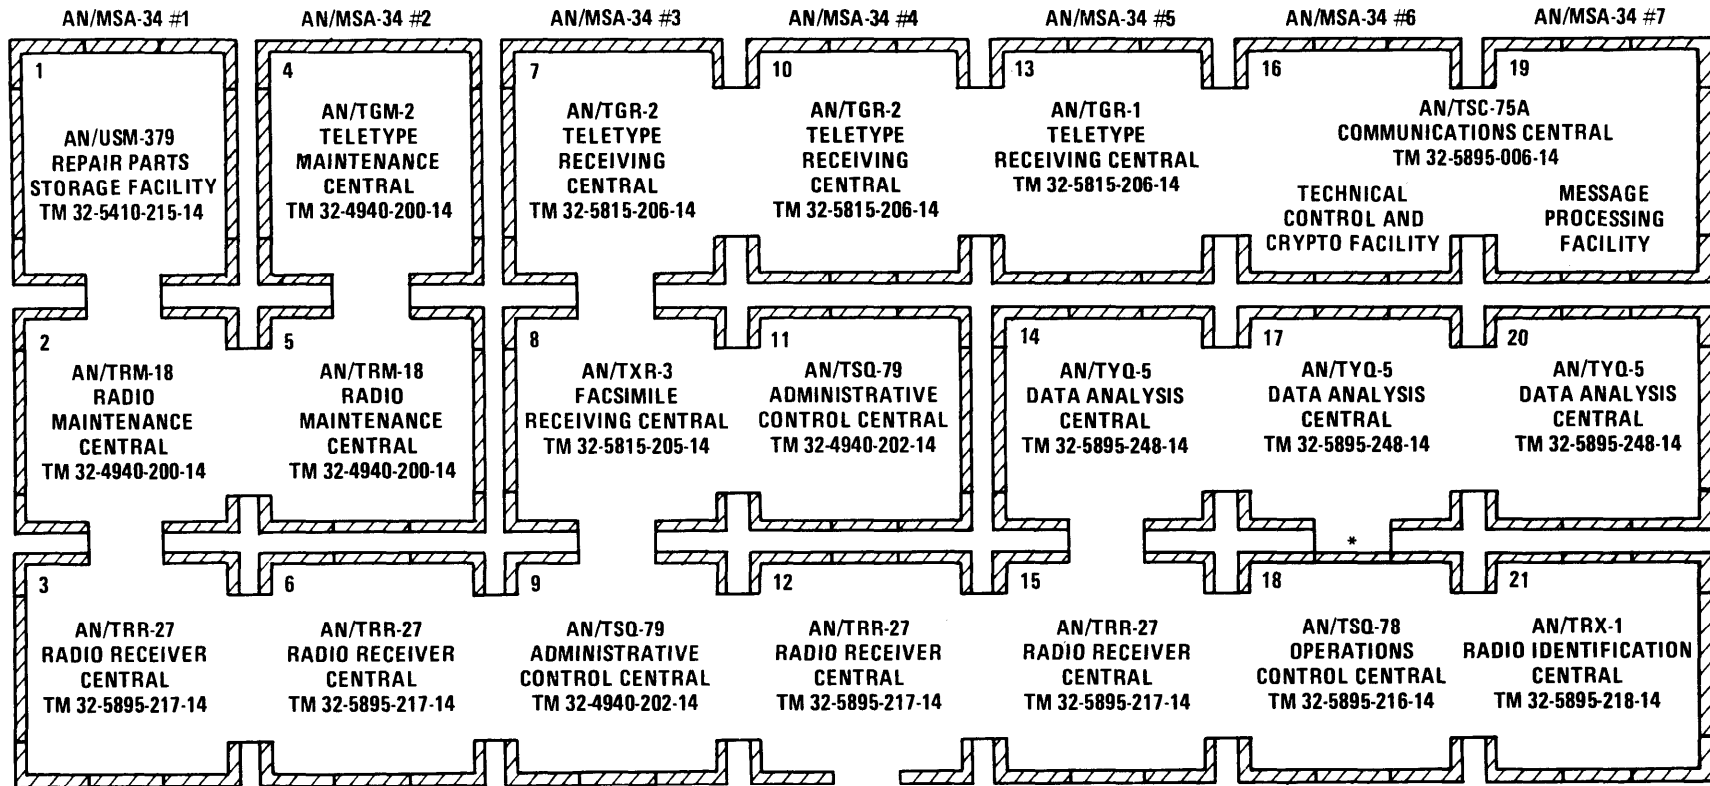 AN/MSA-34 #1
AN/MSA-34 #2
AN/MSA-34 #3
AN/MSA-34 #4
AN/MSA-34 #5
AN/MSA-34 #6
AN/MSA-34 #7
1
AN/USM-379
REPAIR PARTS
STORAGE FACILITY
TM 32-5410-215-14
4
AN/TGM-2
TELETYPE
MAINTENANCE
CENTRAL
TM 32-4940-200-14
7
AN/TGR-2
TELETYPE
RECEIVING
CENTRAL
TM 32-5815-206-14
10
AN/TGR-2
TELETYPE
RECEIVING
CENTRAL
TM 32-5815-206-14
13
AN/TGR-1
TELETYPE
RECEIVING CENTRAL
TM 32-5815-206-14
16
19
AN/TSC-75A
COMMUNICATIONS CENTRAL
TM 32-5895-006-14
TECHNICAL
CONTROL AND
CRYPTO FACILITY
MESSAGE
PROCESSING
FACILITY
2
AN/TRM-18
RADIO
MAINTENANCE
CENTRAL
TM 32-4940-200-14
5
AN/TRM-18
RADIO
MAINTENANCE
CENTRAL
TM 32-4940-200-14
8
AN/TXR-3
FACSIMILE
RECEIVING CENTRAL
TM 32-5815-205-14
11
AN/TSQ-79
ADMINISTRATIVE
CONTROL CENTRAL
TM 32-4940-202-14
14
AN/TYQ-5
DATA ANALYSIS
CENTRAL
TM 32-5895-248-14
17
AN/TYQ-5
DATA ANALYSIS
CENTRAL
TM 32-5895-248-14
20
AN/TYQ-5
DATA ANALYSIS
CENTRAL
TM 32-5895-248-14
*
3
AN/TRR-27
RADIO RECEIVER
CENTRAL
TM 32-5895-217-14
6
AN/TRR-27
RADIO RECEIVER
CENTRAL
TM 32-5895-217-14
9
AN/TSQ-79
ADMINISTRATIVE
CONTROL CENTRAL
TM 32-4940-202-14
12
AN/TRR-27
RADIO RECEIVER
CENTRAL
TM 32-5895-217-14
15
AN/TRR-27
RADIO RECEIVER
CENTRAL
TM 32-5895-217-14
18
AN/TSQ-78
OPERATIONS
CONTROL CENTRAL
TM 32-5895-216-14
21
AN/TRX-1
RADIO IDENTIFICATION
CENTRAL
TM 32-5895-218-14